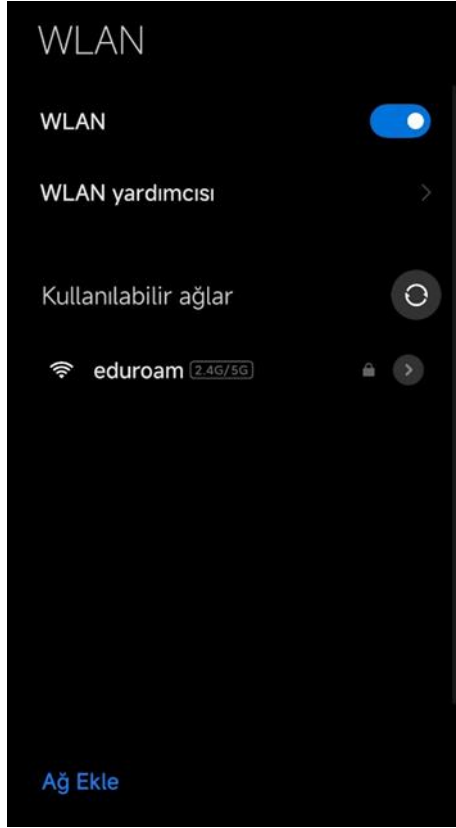 WLAN
WLAN
WLAN yardımcısı
Kullanılabilir ağlar
eduroam 2.4G/5G
Ağ Ekle